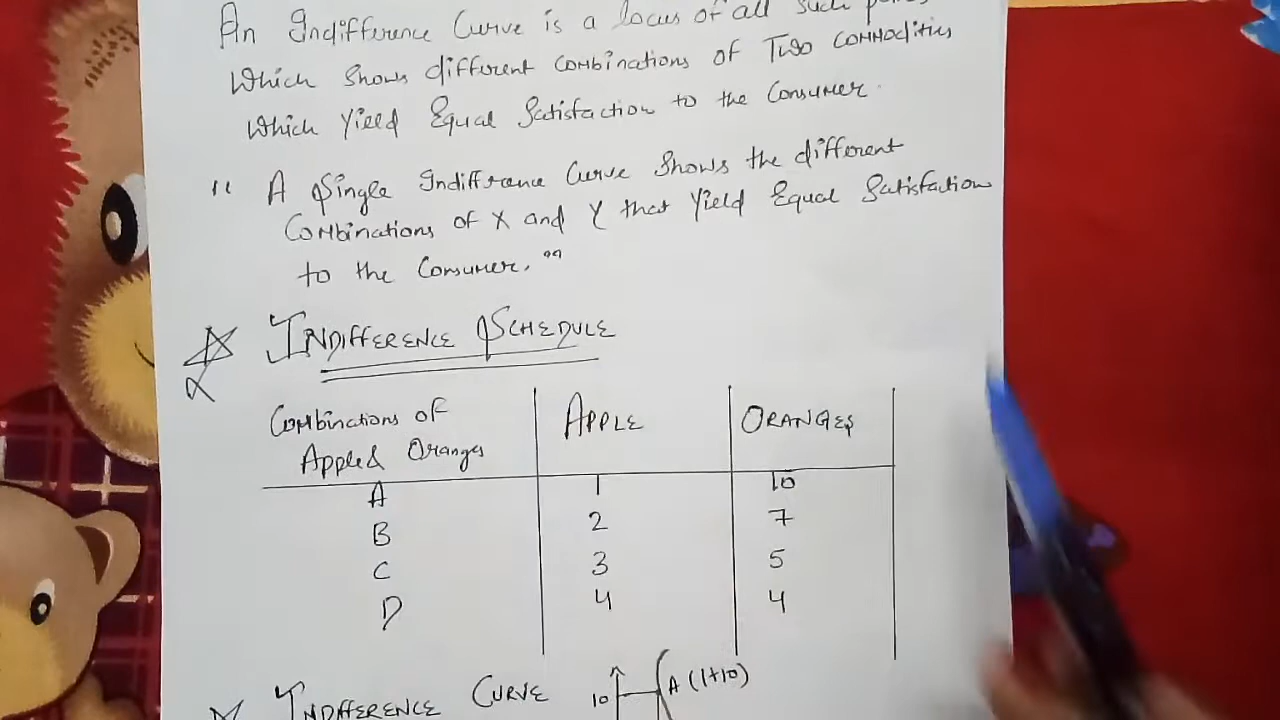 An Indifference Curve is a locus of all such
Which Shows different Combinations of Two Commodities
Which Yield Equal Satisfaction to the Consumer.
" A Single Indiffrence Curve Shows the different
Combinations of X and Y that Yield Equal Satisfaction
to the Consumer. "
INDIFFERENCE SCHEDULE
Combinations of Apple& Oranges | APPLE | ORANGES
A 1 10
B 2 7
C 3 5
D 4 4
INDIFFERENCE CURVE
10 A (1+10)